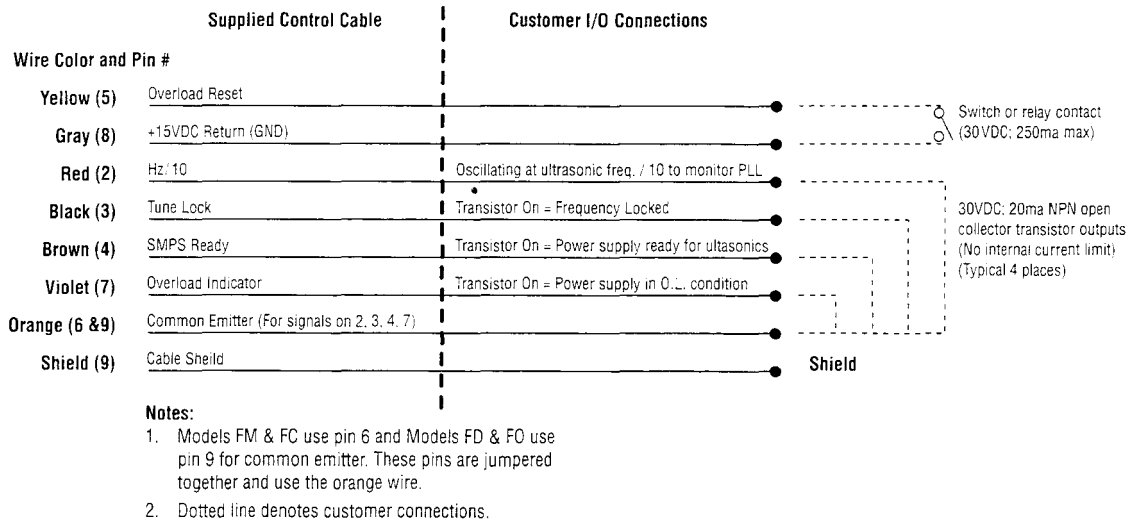 Supplied Control Cable
Customer I/O Connections
Wire Color and Pin #
Yellow (5)
Overload Reset
Gray (8)
+15VDC Return (GND)
Switch or relay contact
(30VDC; 250ma max)
Red (2)
Hz/10
Oscillating at ultrasonic freq. / 10 to monitor PLL
Black (3)
Tune Lock
Transistor On = Frequency Locked
Brown (4)
SMPS Ready
Transistor On = Power supply ready for ultasonics
Violet (7)
Overload Indicator
Transistor On = Power supply in O.L. condition
30VDC; 20ma NPN open
collector transistor outputs
(No internal current limit)
(Typical 4 places)
Orange (6 &9)
Common Emitter (For signals on 2, 3, 4, 7)
Shield (9)
Cable Sheild
Shield
Notes:
1. Models FM & FC use pin 6 and Models FD & FO use
pin 9 for common emitter. These pins are jumpered
together and use the orange wire.
2. Dotted line denotes customer connections.